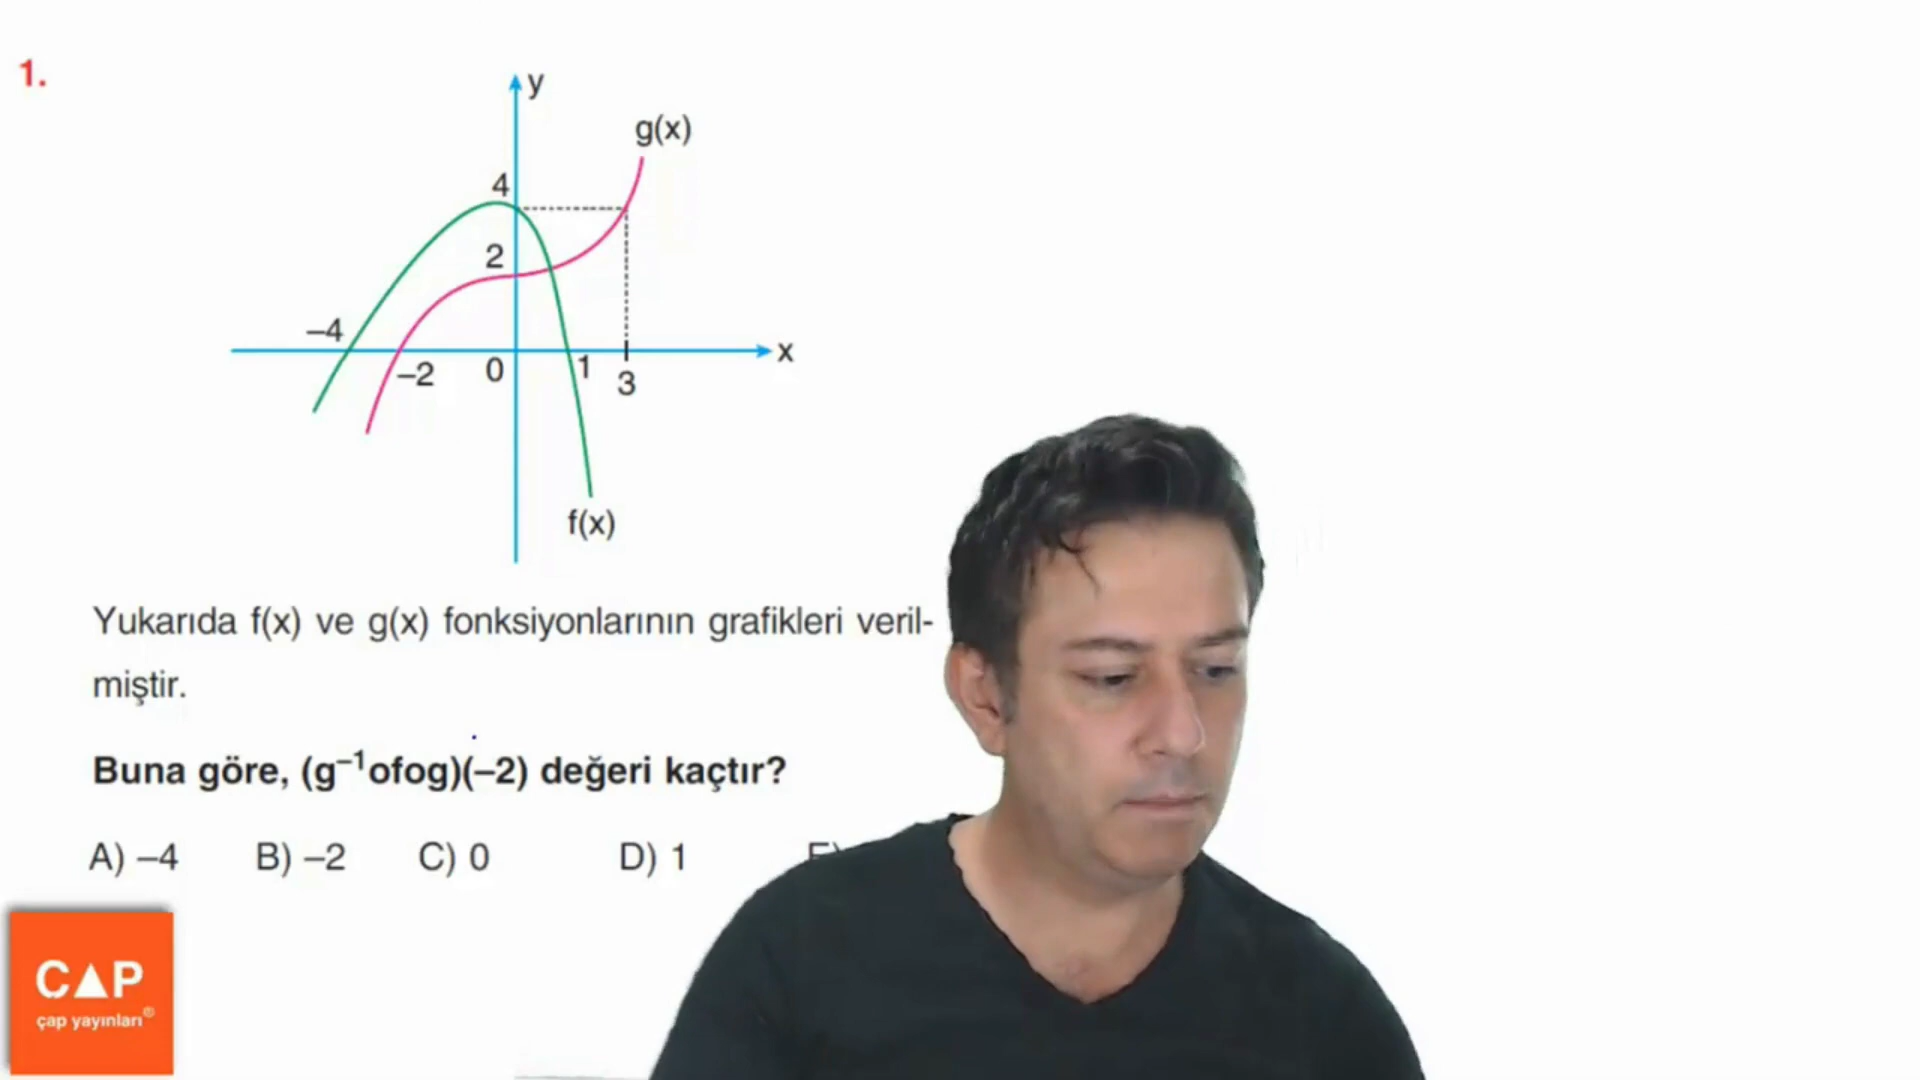 1.
y
g(x)
4
2
–4
–2
0
1
3
x
f(x)
Yukarıda f(x) ve g(x) fonksiyonlarının grafikleri veril-
miştir.
Buna göre, (g⁻¹ofog)(–2) değeri kaçtır?
A) –4 B) –2 C) 0 D) 1
CAP
çap yayınları®